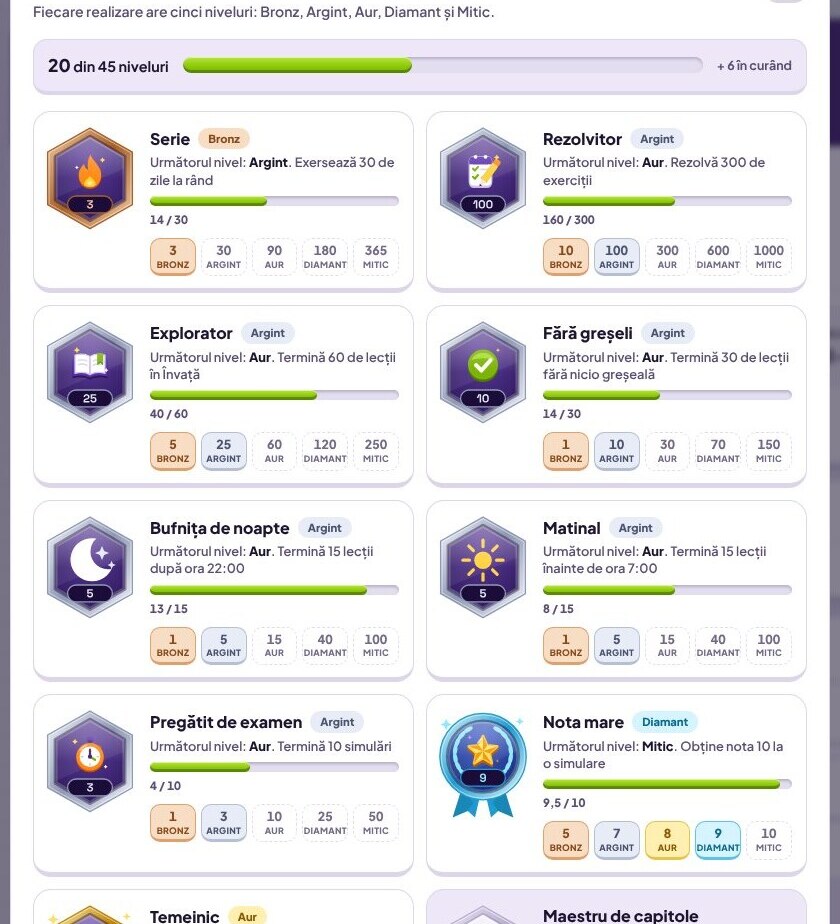 Fiecare realizare are cinci niveluri: Bronz, Argint, Aur, Diamant și Mitic.
20 din 45 niveluri
+ 6 în curând
Serie Bronz
Următorul nivel: Argint. Exersează 30 de
zile la rând
3
14 / 30
3 30 90 180 365
BRONZ ARGINT AUR DIAMANT MITIC
Rezolvitor Argint
Următorul nivel: Aur. Rezolvă 300 de
exerciții
100
160 / 300
10 100 300 600 1000
BRONZ ARGINT AUR DIAMANT MITIC
Explorator Argint
Următorul nivel: Aur. Termină 60 de lecții
în Învață
25
40 / 60
5 25 60 120 250
BRONZ ARGINT AUR DIAMANT MITIC
Fără greșeli Argint
Următorul nivel: Aur. Termină 30 de lecții
fără nicio greșeală
10
14 / 30
1 10 30 70 150
BRONZ ARGINT AUR DIAMANT MITIC
Bufnița de noapte Argint
Următorul nivel: Aur. Termină 15 lecții
după ora 22:00
5
13 / 15
1 5 15 40 100
BRONZ ARGINT AUR DIAMANT MITIC
Matinal Argint
Următorul nivel: Aur. Termină 15 lecții
înainte de ora 7:00
5
8 / 15
1 5 15 40 100
BRONZ ARGINT AUR DIAMANT MITIC
Pregătit de examen Argint
Următorul nivel: Aur. Termină 10 simulări
3
4 / 10
1 3 10 25 50
BRONZ ARGINT AUR DIAMANT MITIC
Nota mare Diamant
Următorul nivel: Mitic. Obține nota 10 la
o simulare
9
9,5 / 10
5 7 8 9 10
BRONZ ARGINT AUR DIAMANT MITIC
Temeinic Aur
Maestru de capitole